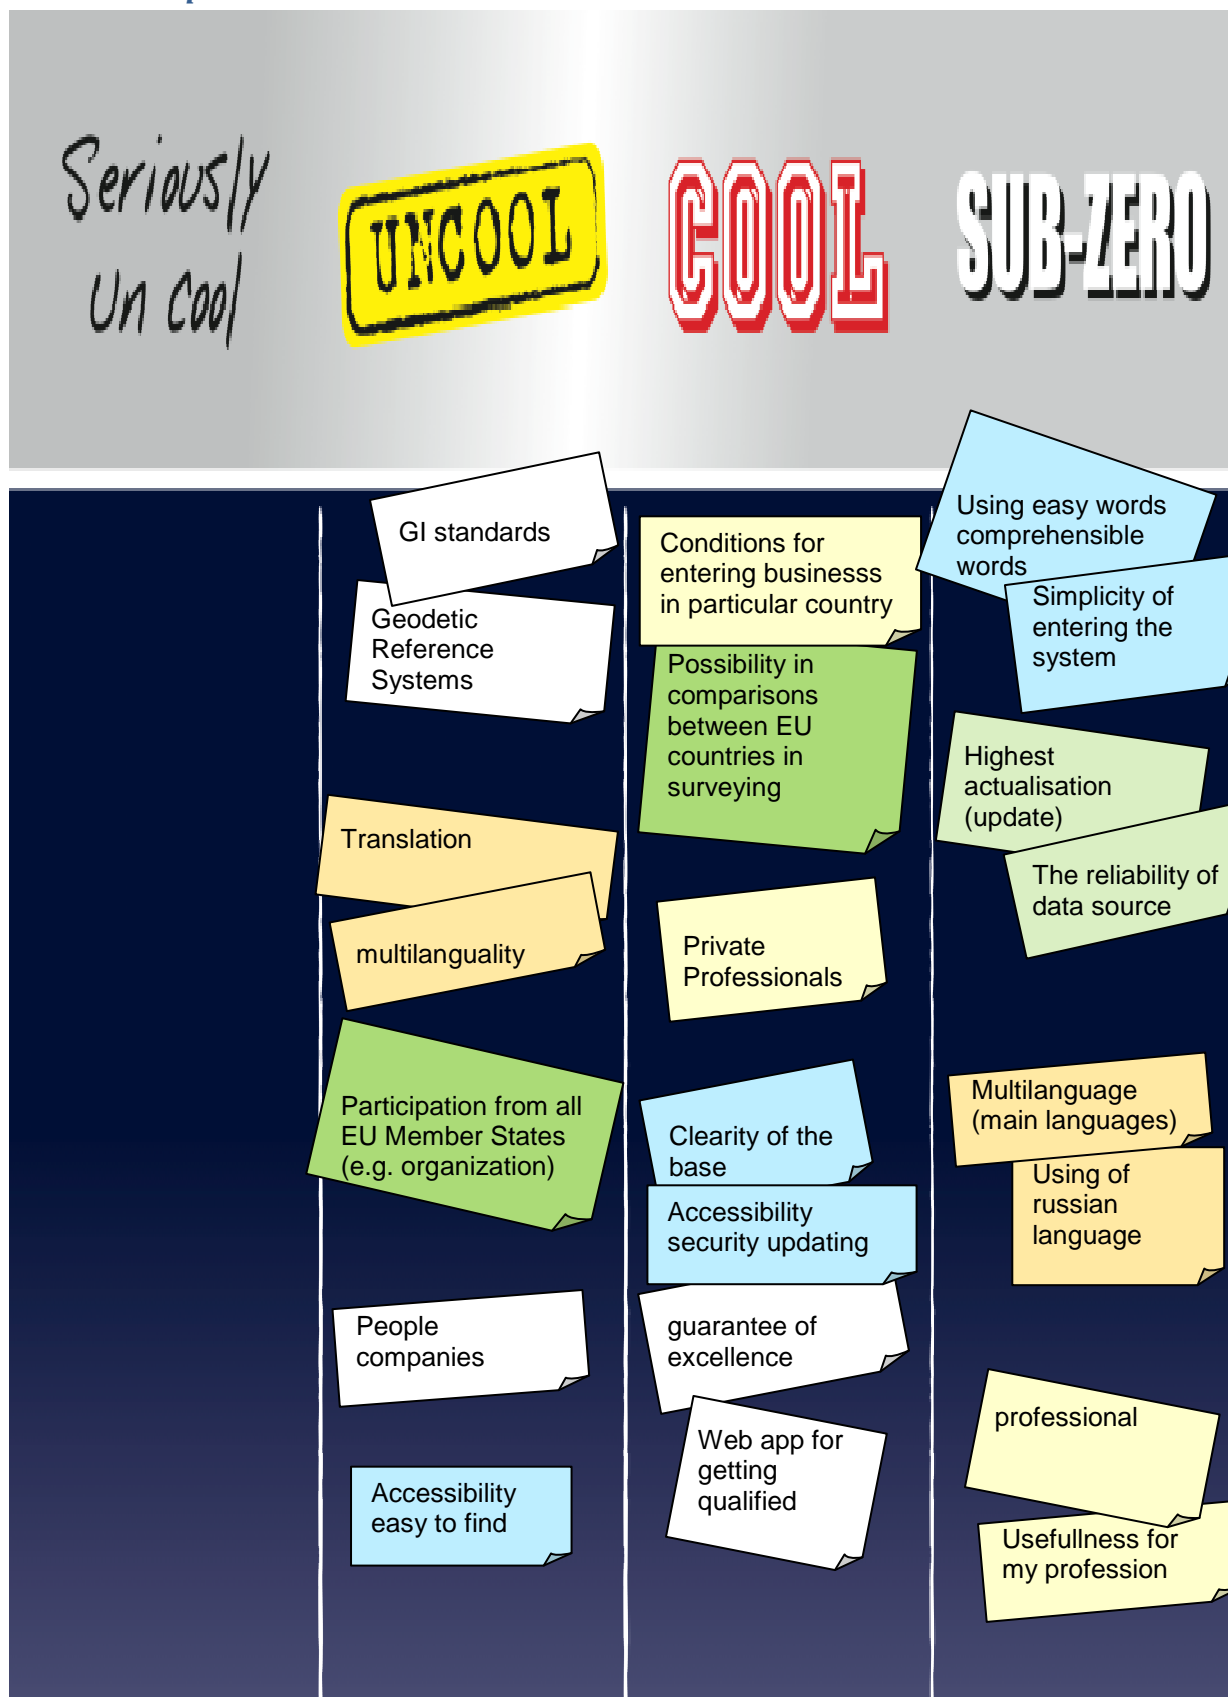 Seriously
Un cool
UNCOOL
COOL
SUB-ZERO
GI standards
Geodetic
Reference
Systems
Translation
multilanguality
Participation from all
EU Member States
(e.g. organization)
People
companies
Accessibility
easy to find
Conditions for
entering businesss
in particular country
Possibility in
comparisons
between EU
countries in
surveying
Private
Professionals
Clearity of the
base
Accessibility
security updating
guarantee of
excellence
Web app for
getting
qualified
Using easy words
comprehensible
words
Simplicity of
entering the
system
Highest
actualisation
(update)
The reliability of
data source
Multilanguage
(main languages)
Using of
russian
language
professional
Usefullness for
my profession